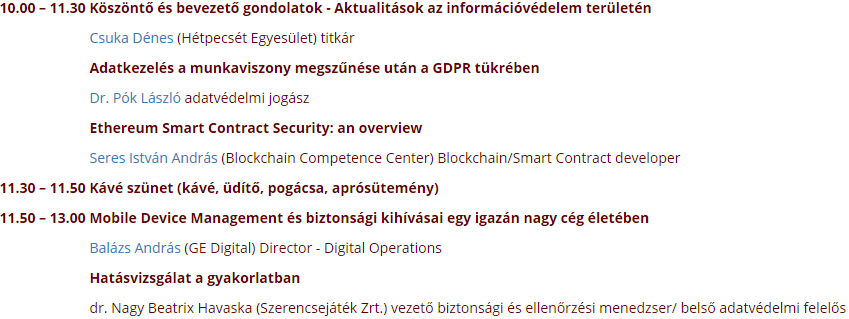 10.00 – 11.30 Köszöntő és bevezető gondolatok - Aktualitások az információvédelem területén
Csuka Dénes (Hétpecsét Egyesület) titkár
Adatkezelés a munkaviszony megszűnése után a GDPR tükrében
Dr. Pók László adatvédelmi jogász
Ethereum Smart Contract Security: an overview
Seres István András (Blockchain Competence Center) Blockchain/Smart Contract developer
11.30 – 11.50 Kávé szünet (kávé, üdítő, pogácsa, aprósütemény)
11.50 – 13.00 Mobile Device Management és biztonsági kihívásai egy igazán nagy cég életében
Balázs András (GE Digital) Director - Digital Operations
Hatásvizsgálat a gyakorlatban
dr. Nagy Beatrix Havaska (Szerencsejáték Zrt.) vezető biztonsági és ellenőrzési menedzser/ belső adatvédelmi felelős